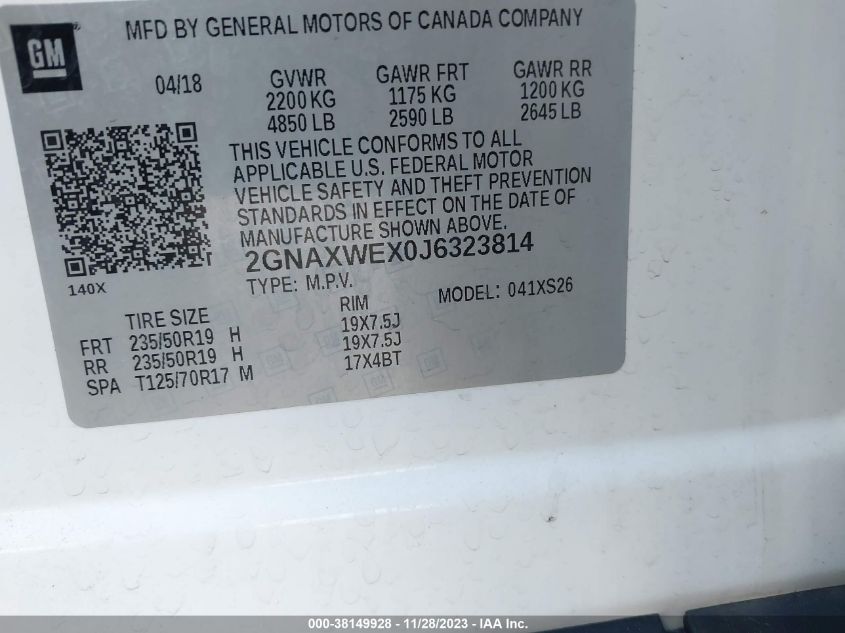 GM
MFD BY GENERAL MOTORS OF CANADA COMPANY
04/18 GVWR GAWR FRT GAWR RR
2200 KG 1175 KG 1200 KG
4850 LB 2590 LB 2645 LB
THIS VEHICLE CONFORMS TO ALL
APPLICABLE U.S. FEDERAL MOTOR
VEHICLE SAFETY AND THEFT PREVENTION
STANDARDS IN EFFECT ON THE DATE OF
MANUFACTURE SHOWN ABOVE.
2GNAXWEX0J6323814
140X
TYPE: M.P.V. MODEL: 041XS26
TIRE SIZE RIM
FRT 235/50R19 H 19X7.5J
RR 235/50R19 H 19X7.5J
SPA T125/70R17 M 17X4BT
000-38149928 - 11/28/2023 - IAA Inc.